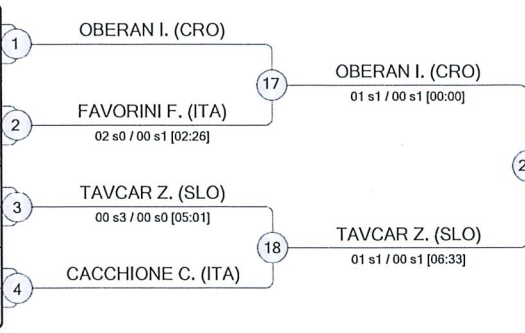 OBERAN I. (CRO)
1
OBERAN I. (CRO)
17
01 s1 / 00 s1 [00:00]
FAVORINI F. (ITA)
2
02 s0 / 00 s1 [02:26]
TAVCAR Z. (SLO)
3
00 s3 / 00 s0 [05:01]
TAVCAR Z. (SLO)
18
01 s1 / 00 s1 [06:33]
CACCHIONE C. (ITA)
4